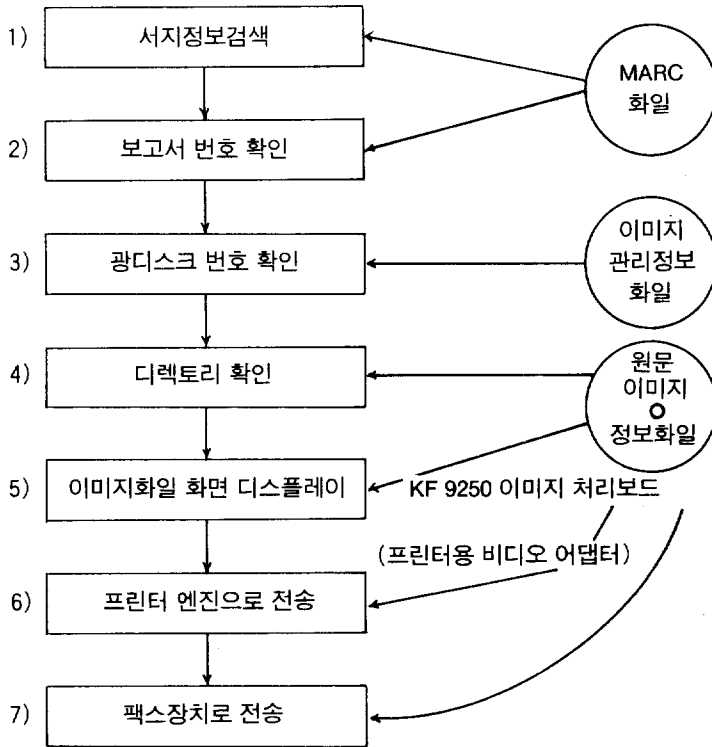 1) 서지정보검색
MARC
화일
2) 보고서 번호 확인
이미지
관리정보
화일
3) 광디스크 번호 확인
원문
이미지
정보화일
4) 디렉토리 확인
5) 이미지화일 화면 디스플레이
KF 9250 이미지 처리보드
(프린터용 비디오 어댑터)
6) 프린터 엔진으로 전송
7) 팩스장치로 전송